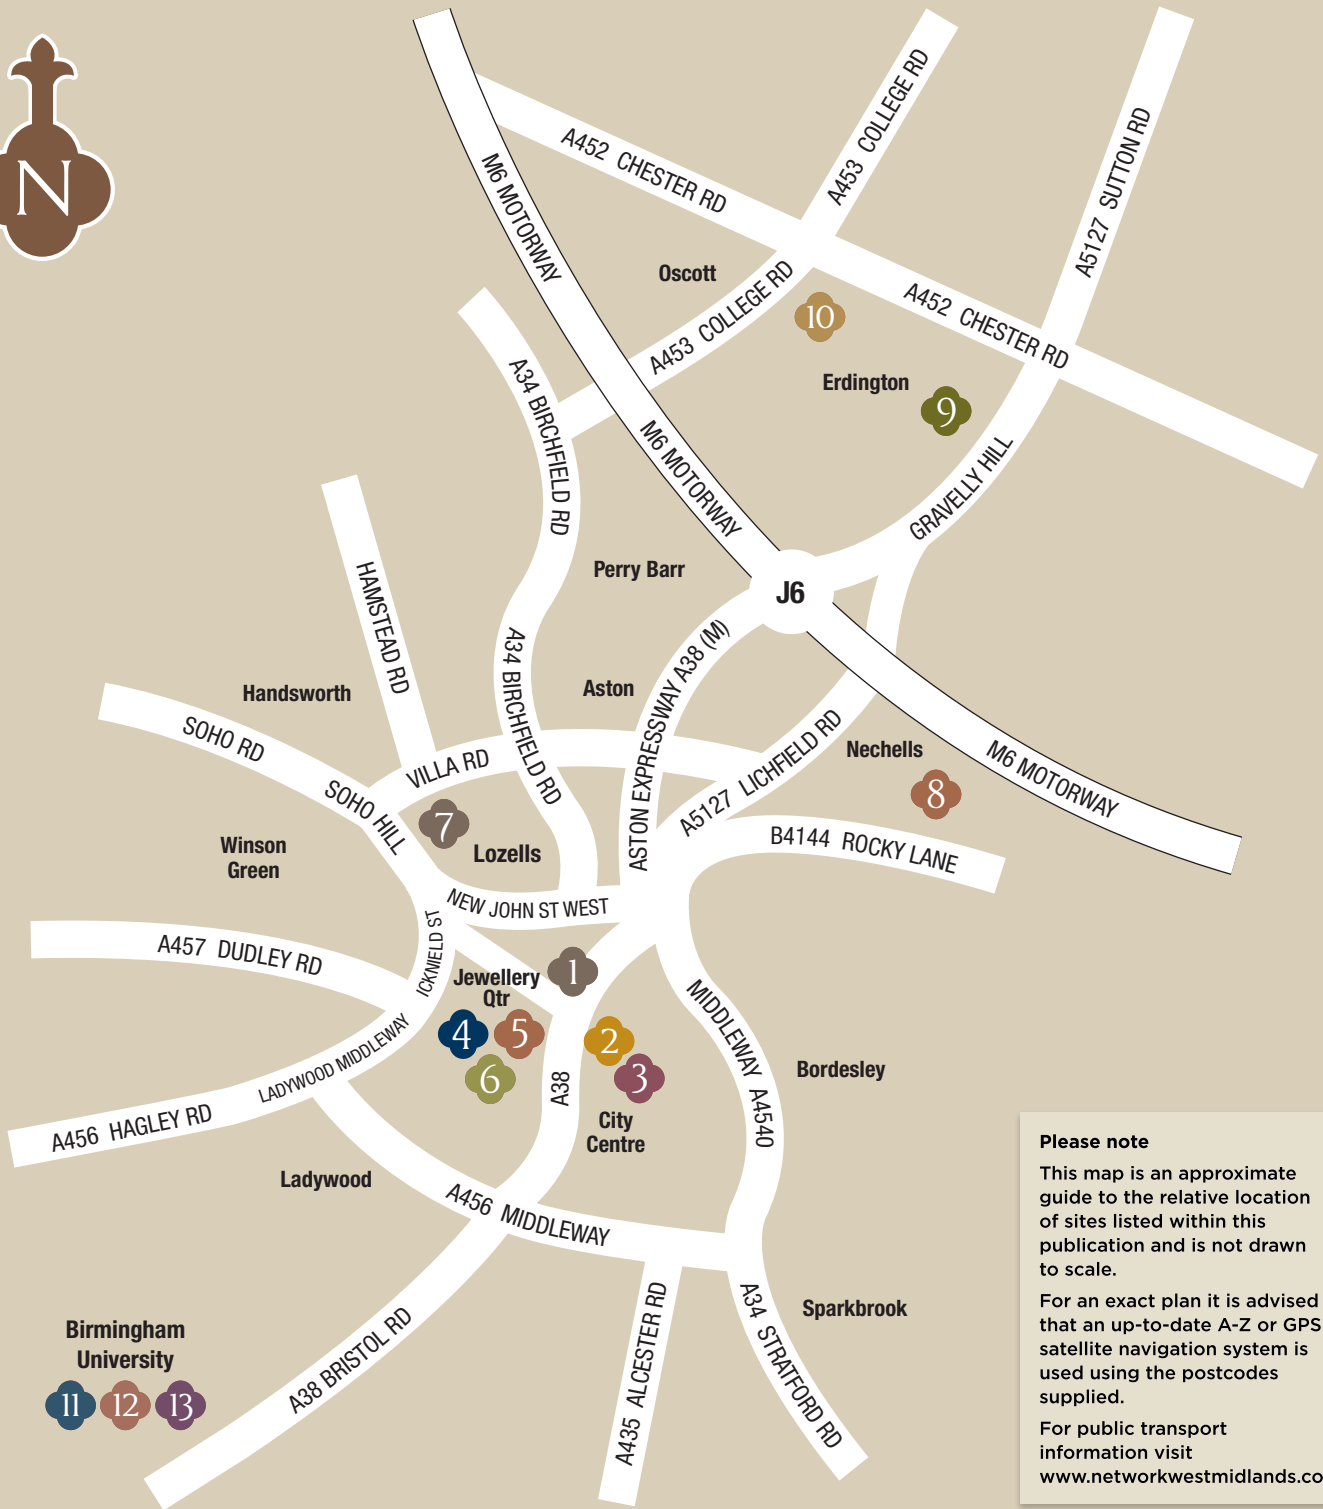 N
M6 MOTORWAY
A452 CHESTER RD
A453 COLLEGE RD
A5127 SUTTON RD
Oscott
A453 COLLEGE RD
10
A452 CHESTER RD
Erdington
9
A34 BIRCHFIELD RD
M6 MOTORWAY
GRAVELLY HILL
Perry Barr
J6
HAMSTEAD RD
A34 BIRCHFIELD RD
Aston
ASTON EXPRESSWAY A38 (M)
Handsworth
SOHO RD
VILLA RD
A5127 LICHFIELD RD
Nechells
M6 MOTORWAY
8
SOHO HILL
7
Lozells
B4144 ROCKY LANE
Winson
Green
NEW JOHN ST WEST
ICKNIELD ST
A457 DUDLEY RD
Jewellery
Qtr
1
4
5
6
2
3
MIDDLEWAY A4540
LADYWOOD MIDDLEWAY
A38
City
Centre
Bordesley
A456 HAGLEY RD
Ladywood
A456 MIDDLEWAY
A38 BRISTOL RD
A435 ALCESTER RD
A34 STRATFORD RD
Sparkbrook
Birmingham
University
11
12
13
Please note
This map is an approximate
guide to the relative location
of sites listed within this
publication and is not drawn
to scale.
For an exact plan it is advised
that an up-to-date A-Z or GPS
satellite navigation system is
used using the postcodes
supplied.
For public transport
information visit
www.networkwestmidlands.co